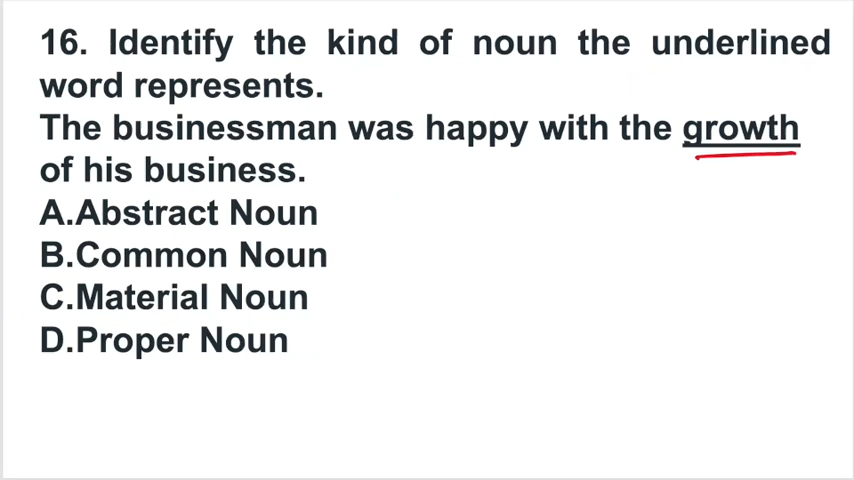 16. Identify the kind of noun the underlined
word represents.
The businessman was happy with the growth
of his business.
A.Abstract Noun
B.Common Noun
C.Material Noun
D.Proper Noun